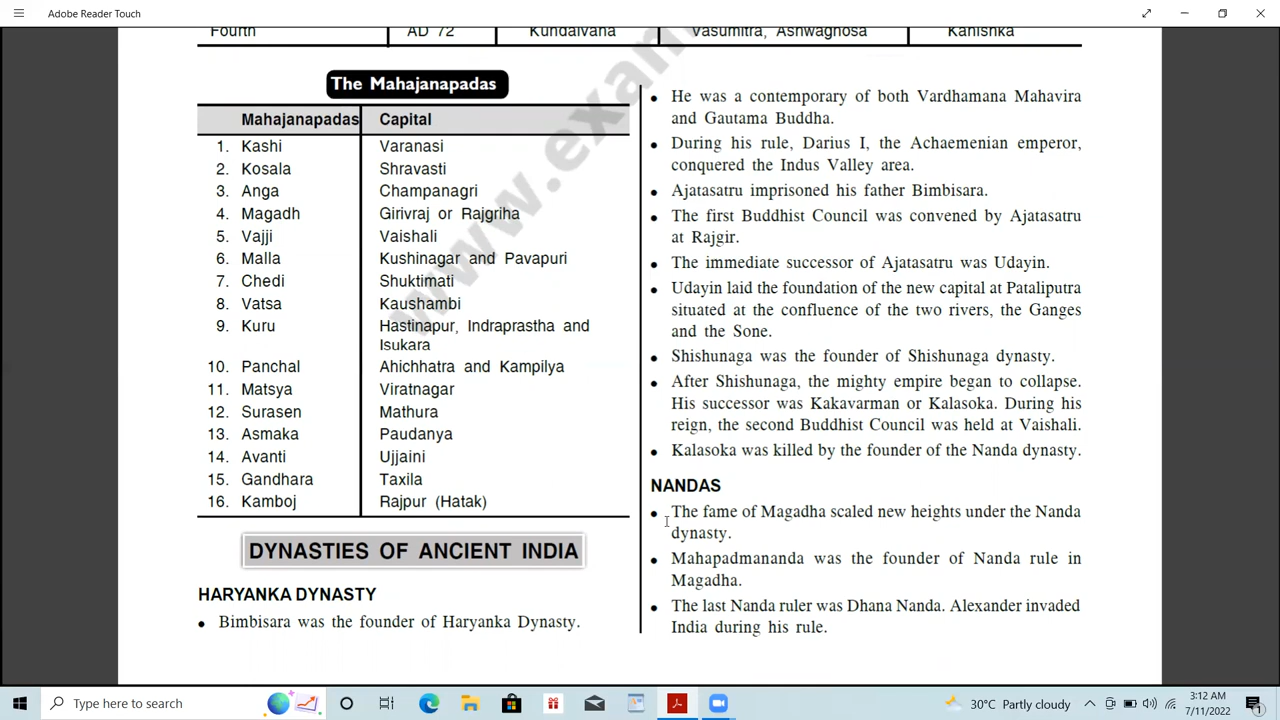 Adobe Reader Touch
Fourth AD 72 Kundalvana Vasumitra, Ashwaghosa Kanishka
The Mahajanapadas
Mahajanapadas Capital
1. Kashi Varanasi
2. Kosala Shravasti
3. Anga Champanagri
4. Magadh Girivraj or Rajgriha
5. Vajji Vaishali
6. Malla Kushinagar and Pavapuri
7. Chedi Shuktimati
8. Vatsa Kaushambi
9. Kuru Hastinapur, Indraprastha and
Isukara
10. Panchal Ahichhatra and Kampilya
11. Matsya Viratnagar
12. Surasen Mathura
13. Asmaka Paudanya
14. Avanti Ujjaini
15. Gandhara Taxila
16. Kamboj Rajpur (Hatak)
DYNASTIES OF ANCIENT INDIA
HARYANKA DYNASTY
• Bimbisara was the founder of Haryanka Dynasty.
• He was a contemporary of both Vardhamana Mahavira
and Gautama Buddha.
• During his rule, Darius I, the Achaemenian emperor,
conquered the Indus Valley area.
• Ajatasatru imprisoned his father Bimbisara.
• The first Buddhist Council was convened by Ajatasatru
at Rajgir.
• The immediate successor of Ajatasatru was Udayin.
• Udayin laid the foundation of the new capital at Pataliputra
situated at the confluence of the two rivers, the Ganges
and the Sone.
• Shishunaga was the founder of Shishunaga dynasty.
• After Shishunaga, the mighty empire began to collapse.
His successor was Kakavarman or Kalasoka. During his
reign, the second Buddhist Council was held at Vaishali.
• Kalasoka was killed by the founder of the Nanda dynasty.
NANDAS
• The fame of Magadha scaled new heights under the Nanda
dynasty.
• Mahapadmananda was the founder of Nanda rule in
Magadha.
• The last Nanda ruler was Dhana Nanda. Alexander invaded
India during his rule.
www.exam
Type here to search
30°C Partly cloudy
3:12 AM
7/11/2022
1